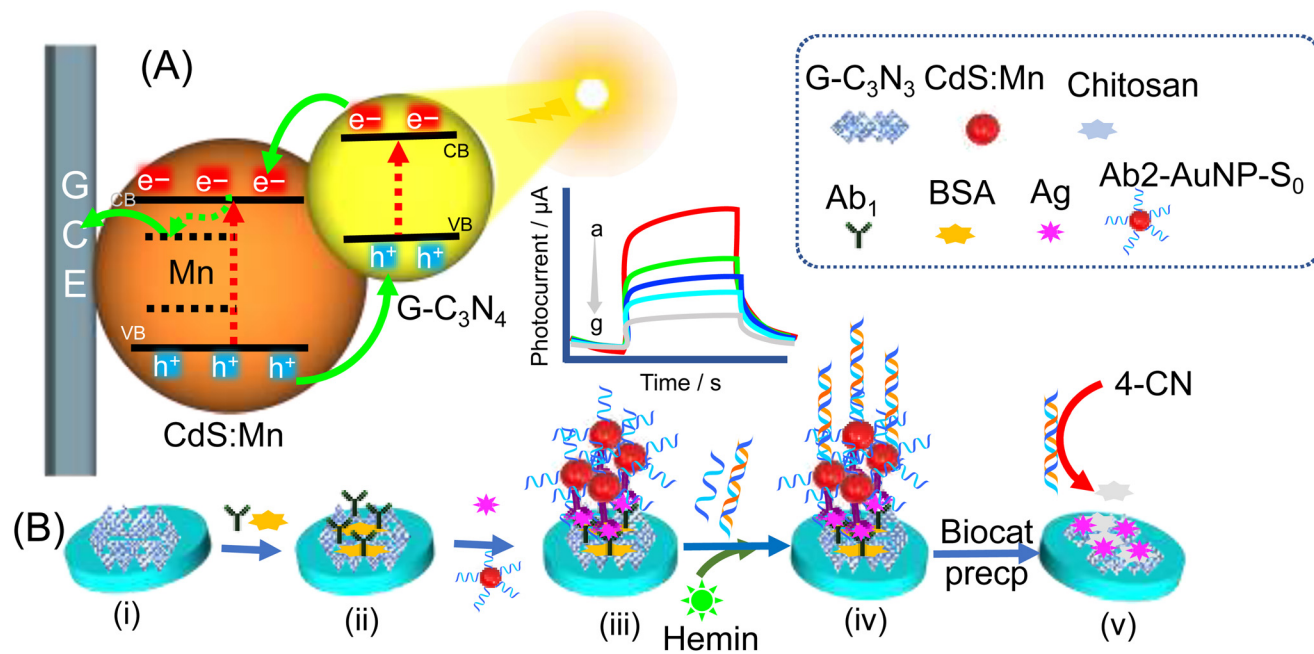 (A)
G
C
E
e− e− e−
CB
Mn
VB
h⁺ h⁺ h⁺
CdS:Mn
e− e−
CB
VB
h⁺ h⁺
G-C₃N₄
Photocurrent / µA
a
g
Time / s
G-C₃N₃ CdS:Mn Chitosan
Ab₁ BSA Ag Ab2-AuNP-S₀
(B)
(i)
(ii)
(iii)
Hemin
(iv)
Biocat
precp
4-CN
(v)